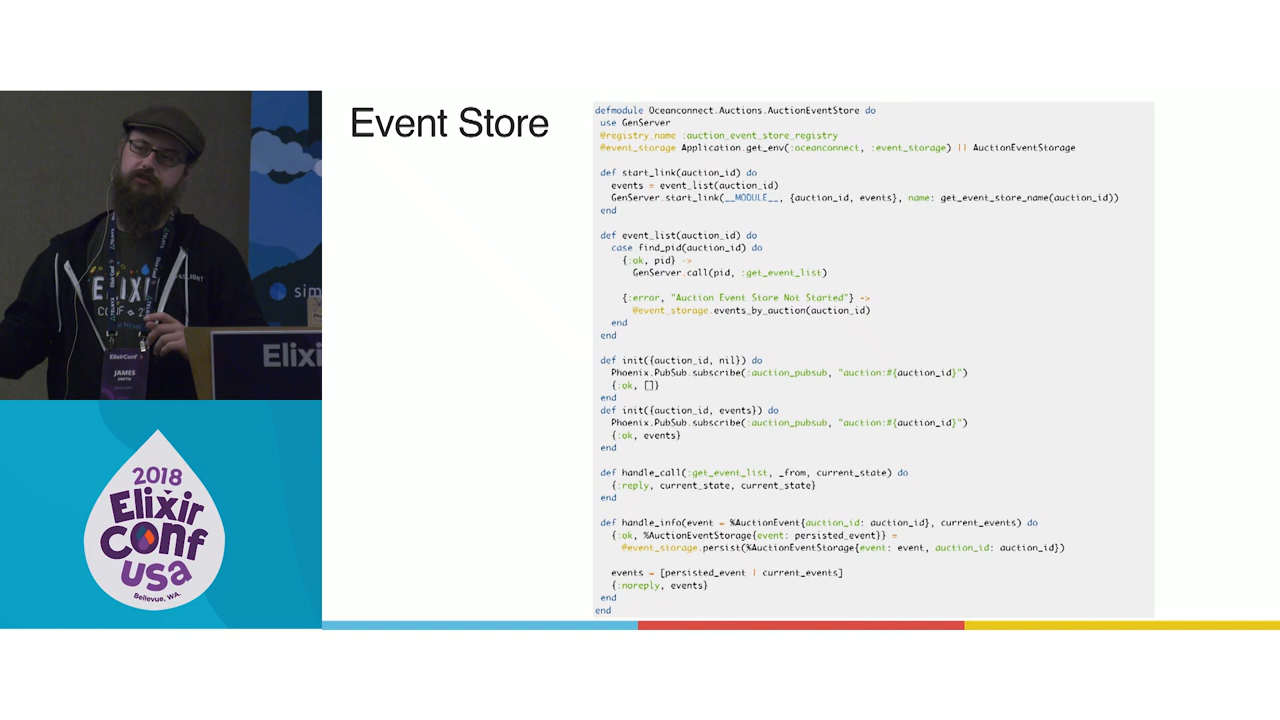 Event Store
defmodule Oceanconnect.Auctions.AuctionEventStore do
use GenServer
@registry_name :auction_event_store_registry
@event_storage Application.get_env(:oceanconnect, :event_storage) || AuctionEventStorage
def start_link(auction_id) do
events = event_list(auction_id)
GenServer.start_link(__MODULE__, {auction_id, events}, name: get_event_store_name(auction_id))
end
def event_list(auction_id) do
case find_pid(auction_id) do
{:ok, pid} ->
GenServer.call(pid, :get_event_list)
{:error, "Auction Event Store Not Started"} ->
@event_storage.events_by_auction(auction_id)
end
end
def init({auction_id, nil}) do
Phoenix.PubSub.subscribe(:auction_pubsub, "auction:#{auction_id}")
{:ok, []}
end
def init({auction_id, events}) do
Phoenix.PubSub.subscribe(:auction_pubsub, "auction:#{auction_id}")
{:ok, events}
end
def handle_call(:get_event_list, _from, current_state) do
{:reply, current_state, current_state}
end
def handle_info(event = %AuctionEvent{auction_id: auction_id}, current_events) do
{:ok, %AuctionEventStorage{event: persisted_event}} =
@event_storage.persist(%AuctionEventStorage{event: event, auction_id: auction_id})
events = [persisted_event | current_events]
{:noreply, events}
end
end
ElixirConf
JAMES
SMITH
Elixi
sim
2018
Elixir
Conf
USA
Bellevue, WA.